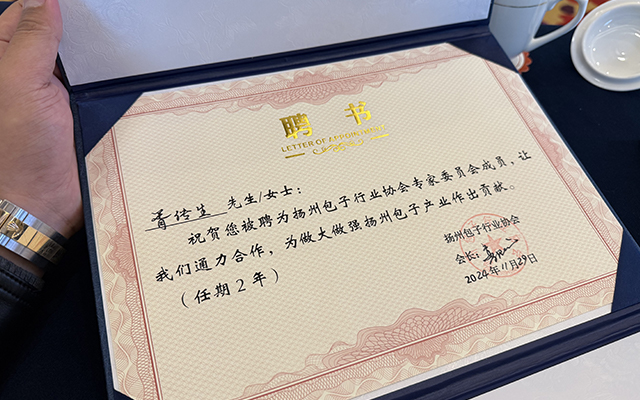 聘书
LETTER OF APPOINTMENT
先生/女士：
祝贺您被聘为扬州包子行业协会专家委员会成员，让
我们通力合作，为做大做强扬州包子产业作出贡献。
（任期2年）
扬州包子行业协会
会长：
2024年11月29日